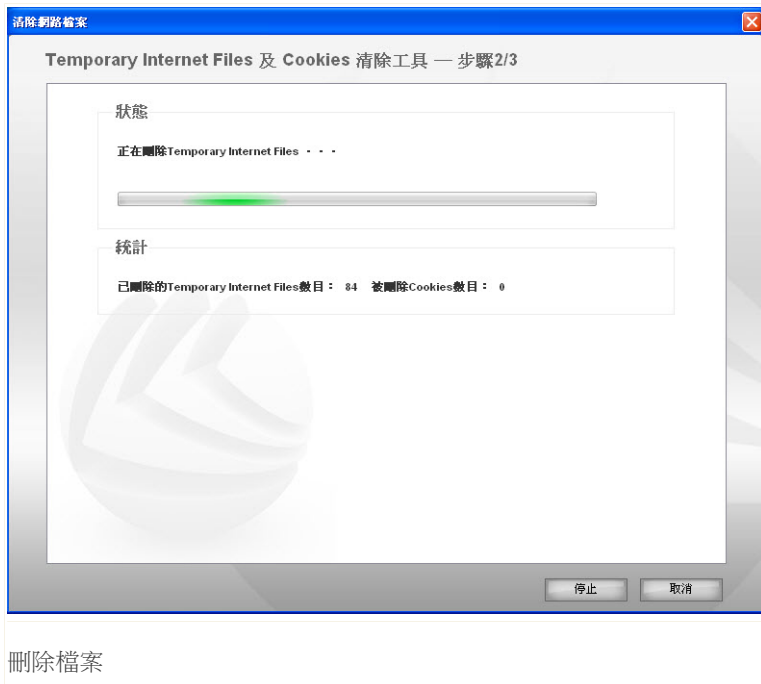 清除網路檔案
Temporary Internet Files 及 Cookies 清除工具 — 步驟2/3
狀態
正在刪除Temporary Internet Files - - -
統計
已刪除的Temporary Internet Files數目： 84 被刪除Cookies數目： 0
停止 取消
刪除檔案